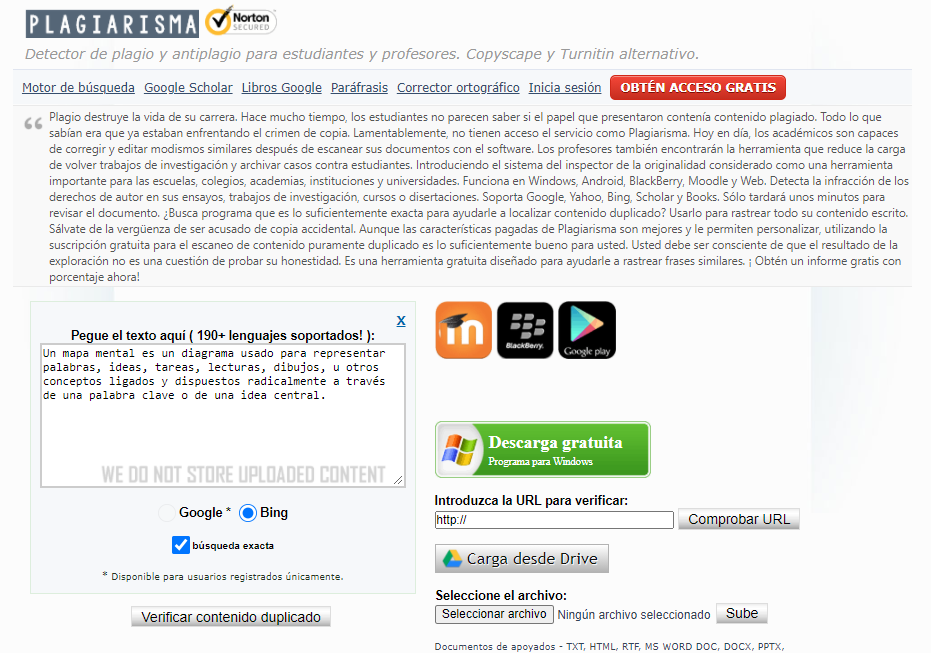 PLAGIARISMA Norton SECURED
Detector de plagio y antiplagio para estudiantes y profesores. Copyscape y Turnitin alternativo.
Motor de búsqueda Google Scholar Libros Google Paráfrasis Corrector ortográfico Inicia sesión OBTÉN ACCESO GRATIS
“ Plagio destruye la vida de su carrera. Hace mucho tiempo, los estudiantes no parecen saber si el papel que presentaron contenía contenido plagiado. Todo lo que
sabían era que ya estaban enfrentando el crimen de copia. Lamentablemente, no tienen acceso el servicio como Plagiarisma. Hoy en día, los académicos son capaces
de corregir y editar modismos similares después de escanear sus documentos con el software. Los profesores también encontrarán la herramienta que reduce la carga
de volver trabajos de investigación y archivar casos contra estudiantes. Introduciendo el sistema del inspector de la originalidad considerado como una herramienta
importante para las escuelas, colegios, academias, instituciones y universidades. Funciona en Windows, Android, BlackBerry, Moodle y Web. Detecta la infracción de los
derechos de autor en sus ensayos, trabajos de investigación, cursos o disertaciones. Soporta Google, Yahoo, Bing, Scholar y Books. Sólo tardará unos minutos para
revisar el documento. ¿Busca programa que es lo suficientemente exacta para ayudarle a localizar contenido duplicado? Usarlo para rastrear todo su contenido escrito.
Sálvate de la vergüenza de ser acusado de copia accidental. Aunque las características pagadas de Plagiarisma son mejores y le permiten personalizar, utilizando la
suscripción gratuita para el escaneo de contenido puramente duplicado es lo suficientemente bueno para usted. Usted debe ser consciente de que el resultado de la
exploración no es una cuestión de probar su honestidad. Es una herramienta gratuita diseñado para ayudarle a rastrear frases similares. ¡ Obtén un informe gratis con
porcentaje ahora!
X
Pegue el texto aquí ( 190+ lenguajes soportados! ):
Un mapa mental es un diagrama usado para representar
palabras, ideas, tareas, lecturas, dibujos, u otros
conceptos ligados y dispuestos radicalmente a través
de una palabra clave o de una idea central.
WE DO NOT STORE UPLOADED CONTENT
Google * Bing
búsqueda exacta
* Disponible para usuarios registrados únicamente.
Verificar contenido duplicado
m BlackBerry. Google play
Descarga gratuita
Programa para Windows
Introduzca la URL para verificar:
http:// Comprobar URL
Carga desde Drive
Seleccione el archivo:
Seleccionar archivo Ningún archivo seleccionado Sube
Documentos de apoyados - TXT, HTML, RTF, MS WORD DOC, DOCX, PPTX,